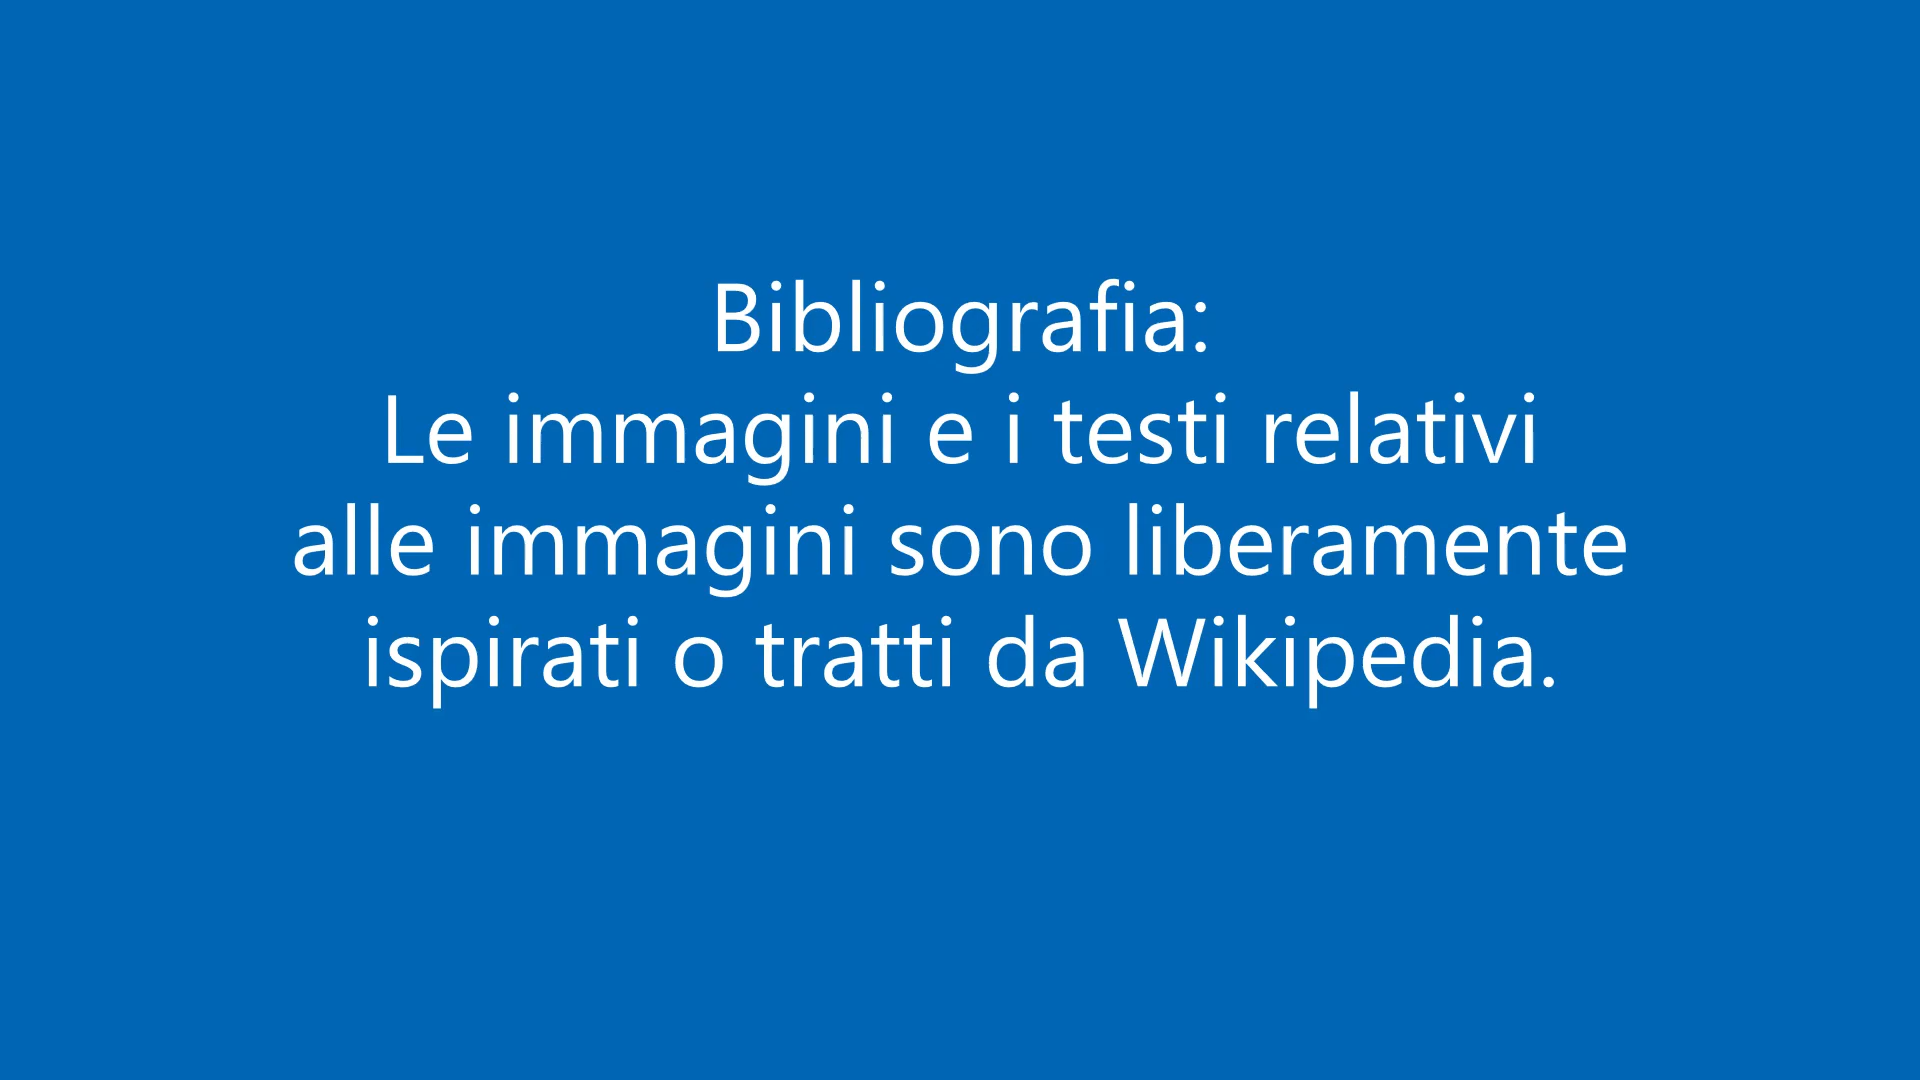 Bibliografia:
Le immagini e i testi relativi
alle immagini sono liberamente
ispirati o tratti da Wikipedia.